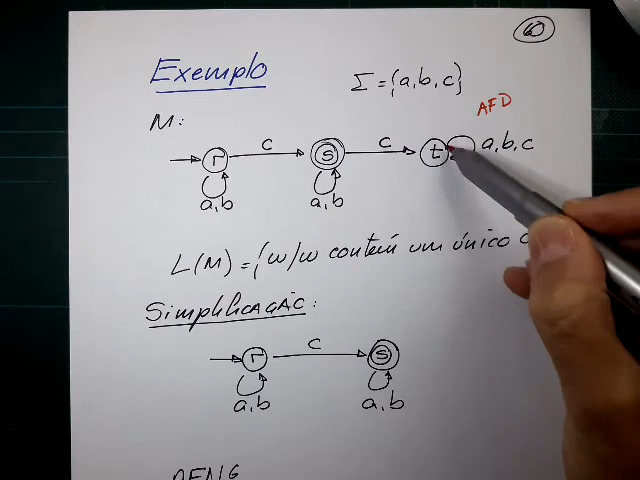 60
Exemplo
Σ = {a, b, c}
AFD
M:
r c s c t a, b, c
a, b a, b
L(M) = {w/w contém um único
Simplificação:
r c s
a, b a, b